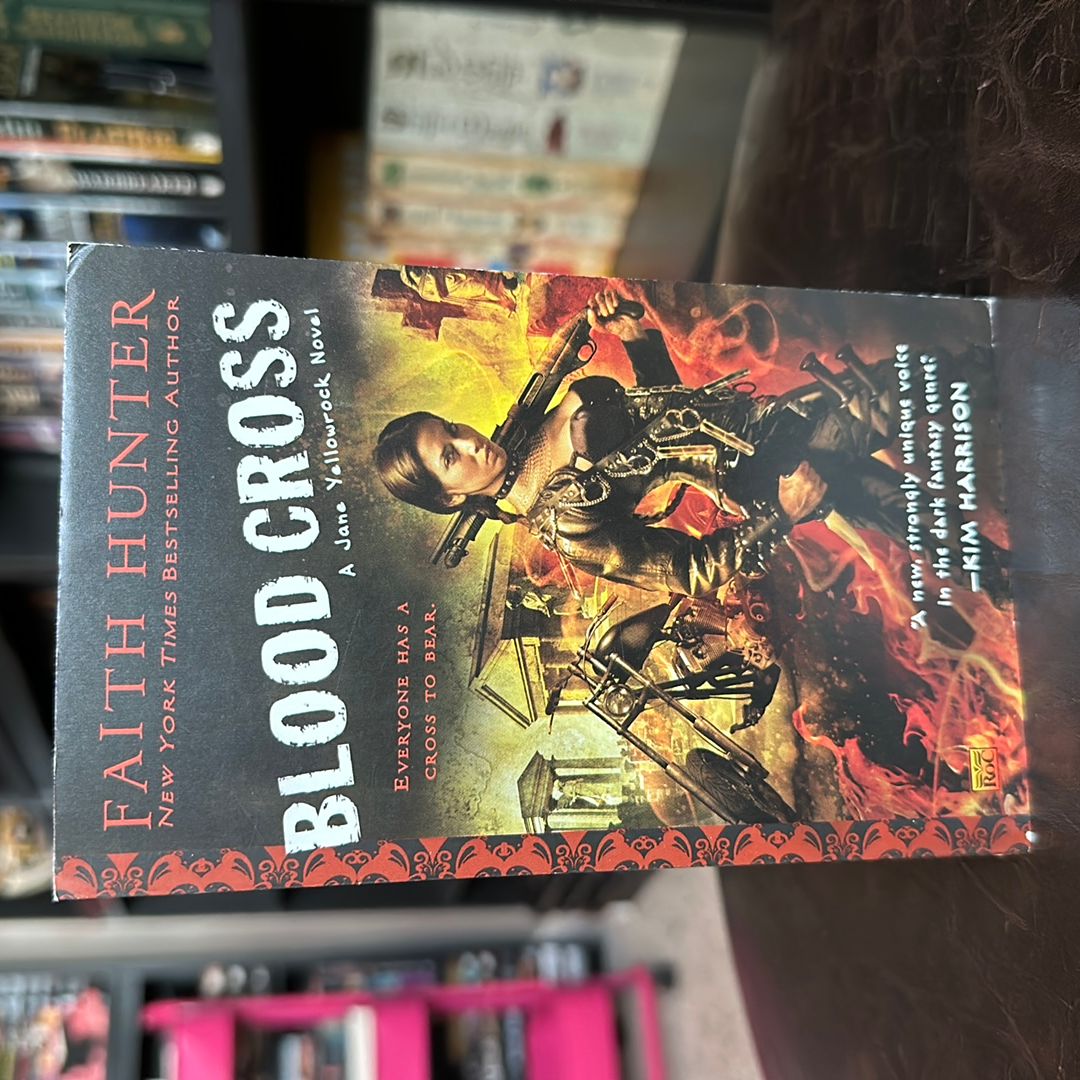 FAITH HUNTER
NEW YORK TIMES BESTSELLING AUTHOR
BLOOD CROSS
A Jane Yellowrock Novel
EVERYONE HAS A
CROSS TO BEAR.
"A new, strongly unique voice
in the dark fantasy genre."
—KIM HARRISON
ROC